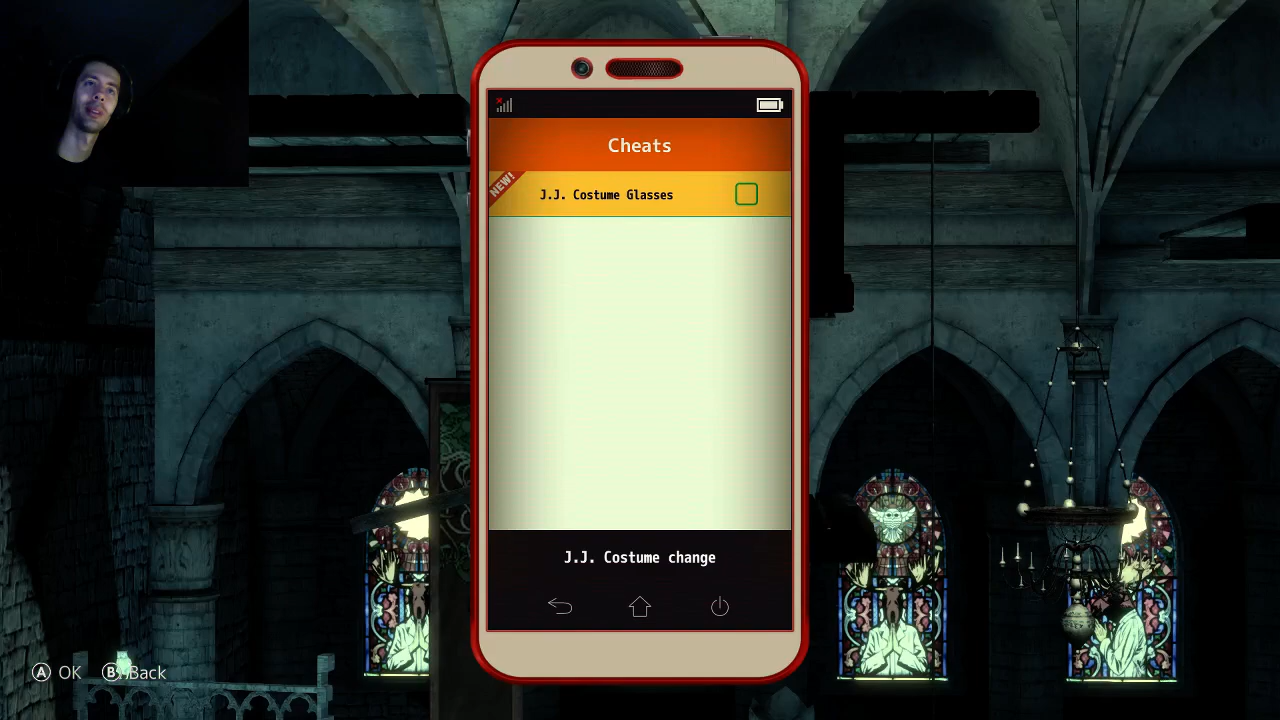 Cheats
NEW!
J.J. Costume Glasses
J.J. Costume change
A OK B Back